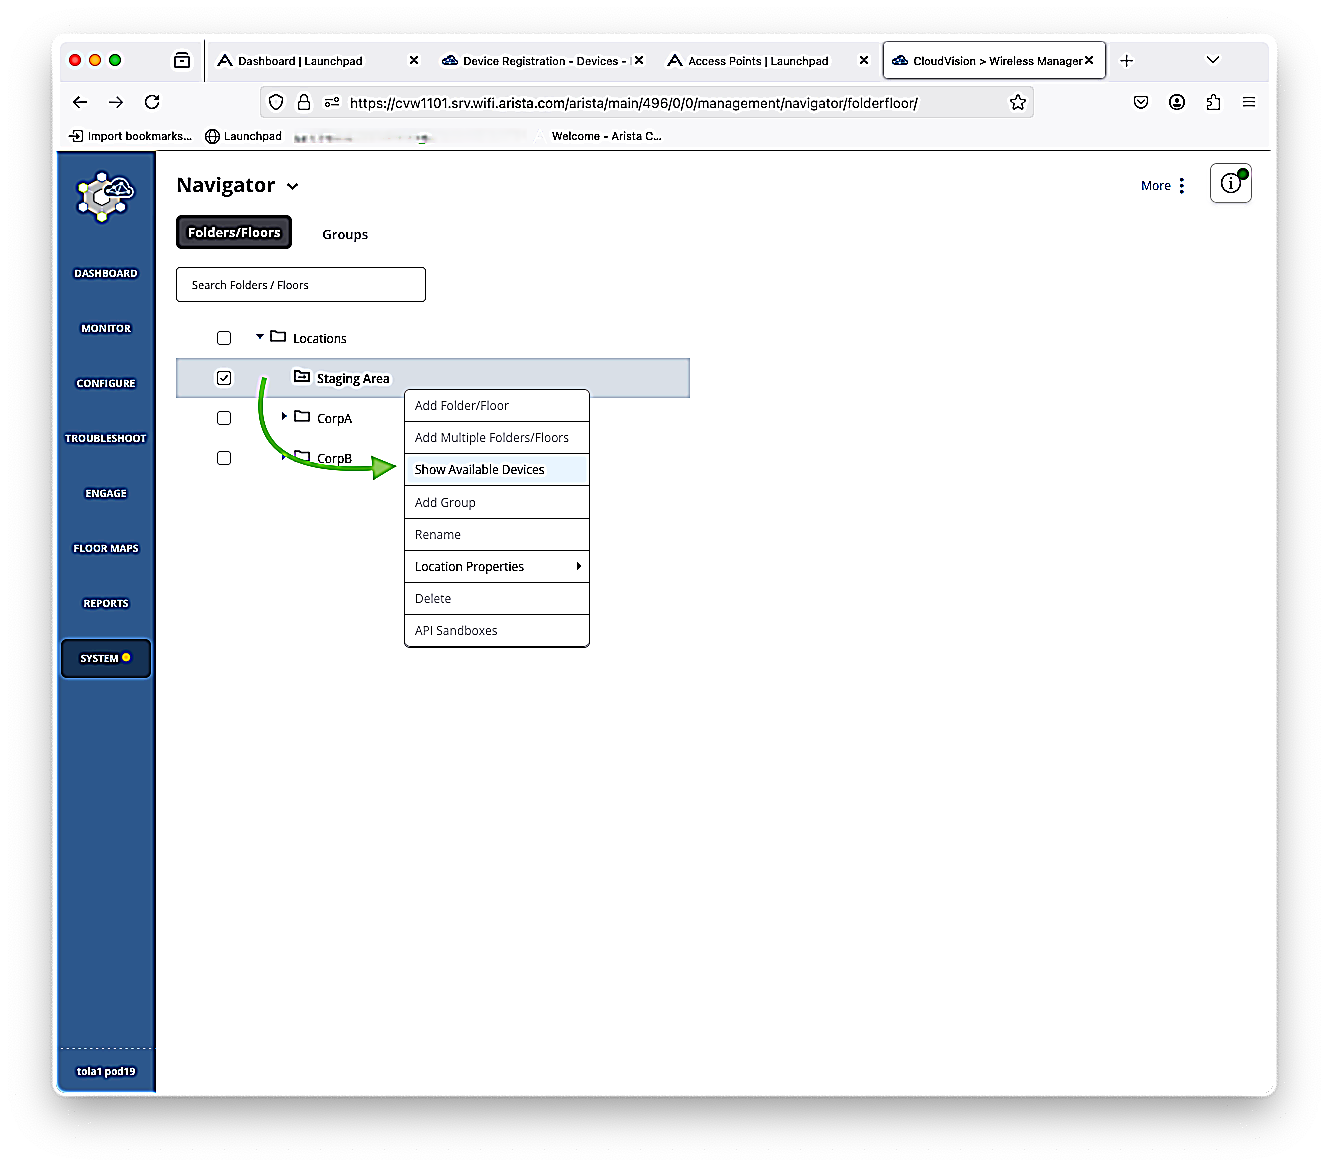 Dashboard | Launchpad
Device Registration - Devices -
Access Points | Launchpad
CloudVision > Wireless Manager
https://cvw1101.srv.wifi.arista.com/arista/main/496/0/0/management/navigator/folderfloor/
Import bookmarks...
Launchpad
Welcome - Arista C...
Navigator
More
Folders/Floors
Groups
Search Folders / Floors
DASHBOARD
MONITOR
CONFIGURE
TROUBLESHOOT
ENGAGE
FLOOR MAPS
REPORTS
SYSTEM
tola1 pod19
Locations
Staging Area
CorpA
CorpB
Add Folder/Floor
Add Multiple Folders/Floors
Show Available Devices
Add Group
Rename
Location Properties
Delete
API Sandboxes